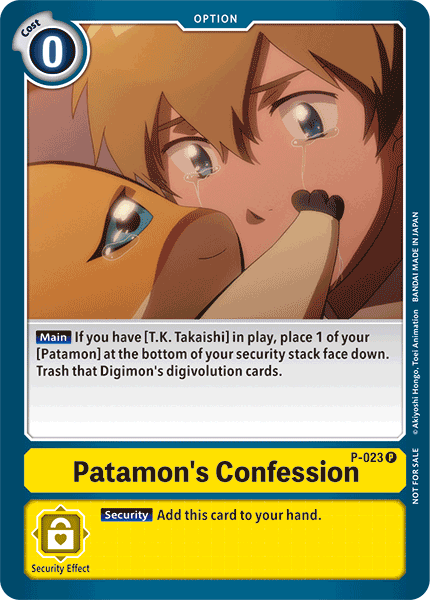 OPTION
Cost
0
Main If you have [T.K. Takaishi] in play, place 1 of your
[Patamon] at the bottom of your security stack face down.
Trash that Digimon's digivolution cards.
P-023 P
Patamon's Confession
Security Add this card to your hand.
Security Effect
©Akiyoshi Hongo, Toei Animation BANDAI MADE IN JAPAN
NOT FOR SALE